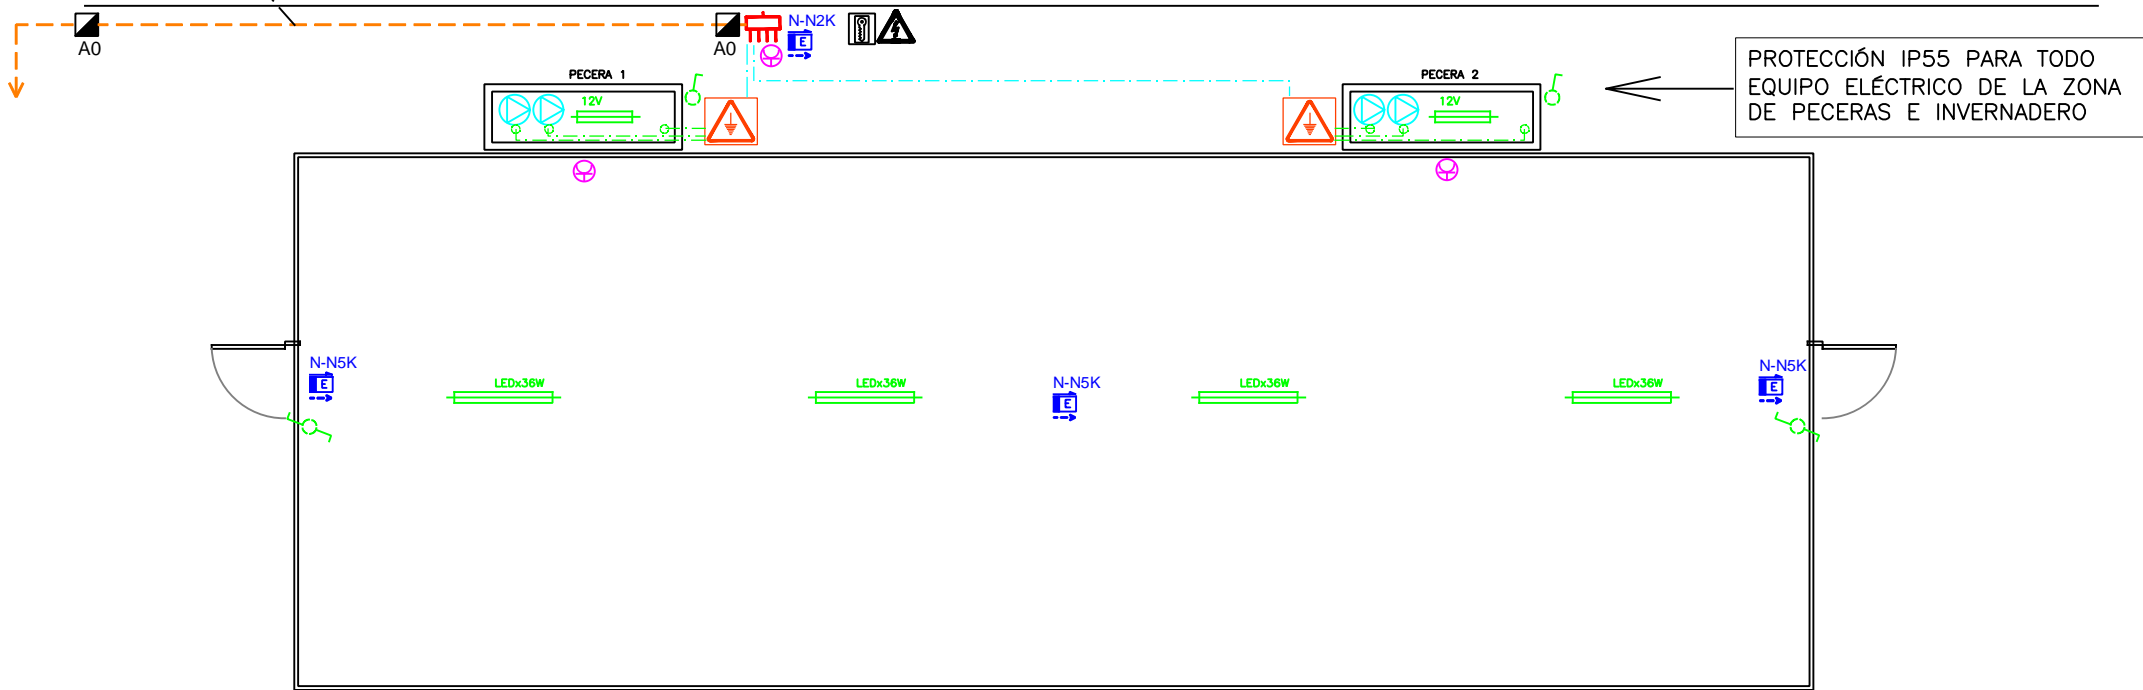 N-N2K
E
A0
A0
PECERA 1
PECERA 2
12V
12V
PROTECCIÓN IP55 PARA TODO
EQUIPO ELÉCTRICO DE LA ZONA
DE PECERAS E INVERNADERO
N-N5K
E
LEDx36W
LEDx36W
N-N5K
E
LEDx36W
LEDx36W
N-N5K
E